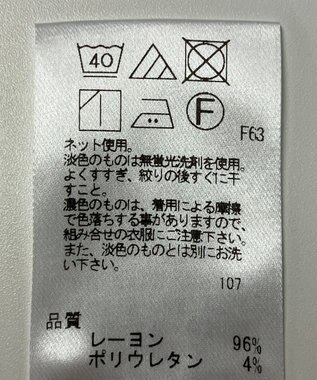 40
F
F63
ネット使用。
淡色のものは無蛍光洗剤を使用。
よくすすぎ、絞りの後すぐに干
すこと。
濃色のものは、着用による摩擦
で色落ちする事がありますので、
組み合せの衣服にご注意下さい。
また、淡色のものとは別にお洗
い下さい。
107
品質
レーヨン 96%
ポリウレタン 4%